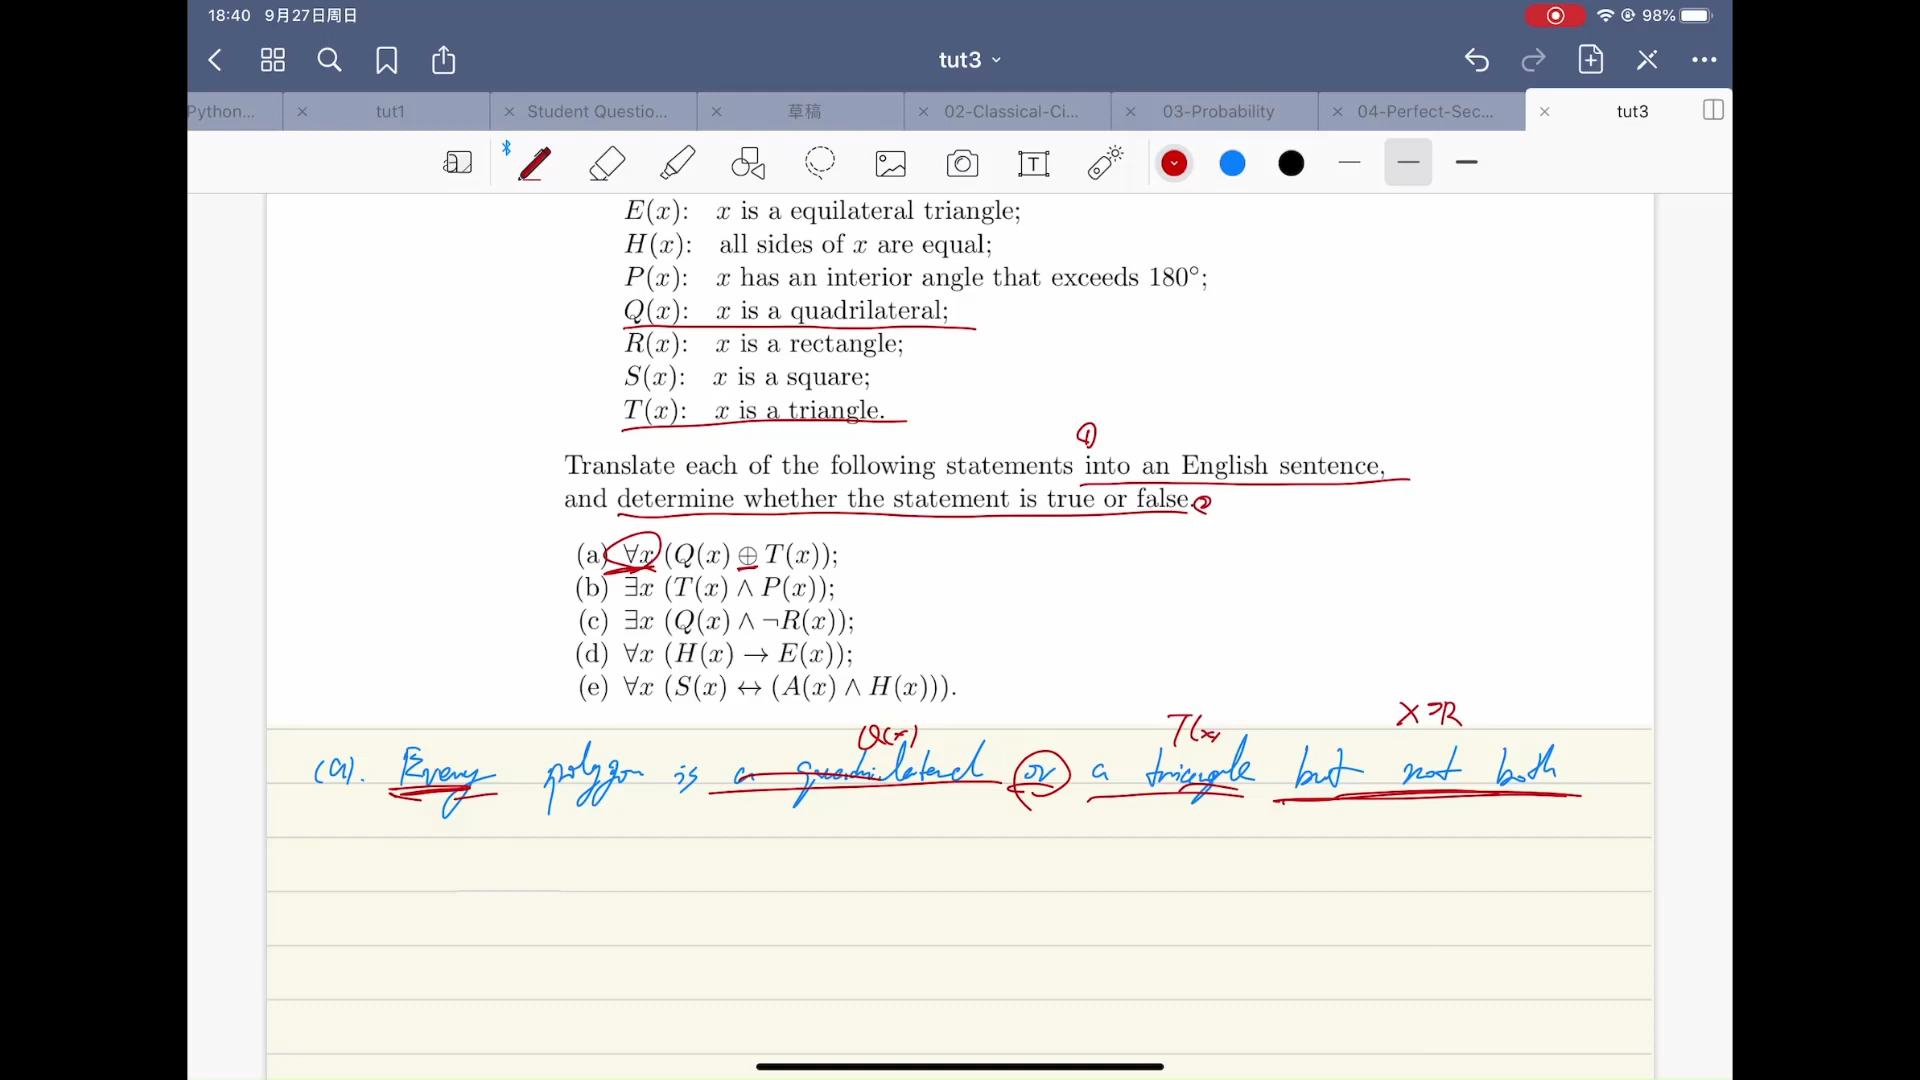 18:40 9月27日周日 98%
tut3
Python... tut1 Student Questio... 草稿 02-Classical-Ci... 03-Probability 04-Perfect-Sec... tut3
E(x): x is a equilateral triangle;
H(x): all sides of x are equal;
P(x): x has an interior angle that exceeds 180°;
Q(x): x is a quadrilateral;
R(x): x is a rectangle;
S(x): x is a square;
T(x): x is a triangle.
①
Translate each of the following statements into an English sentence,
and determine whether the statement is true or false. ②
(a) ∀x (Q(x) ⊕ T(x));
(b) ∃x (T(x) ∧ P(x));
(c) ∃x (Q(x) ∧ ¬R(x));
(d) ∀x (H(x) → E(x));
(e) ∀x (S(x) ↔ (A(x) ∧ H(x))).
Q(x) T(x)
(a). Every polygon is a quadrilateral or a triangle but not both